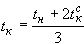 t_к = (t_н + 2t_к^с) / 3